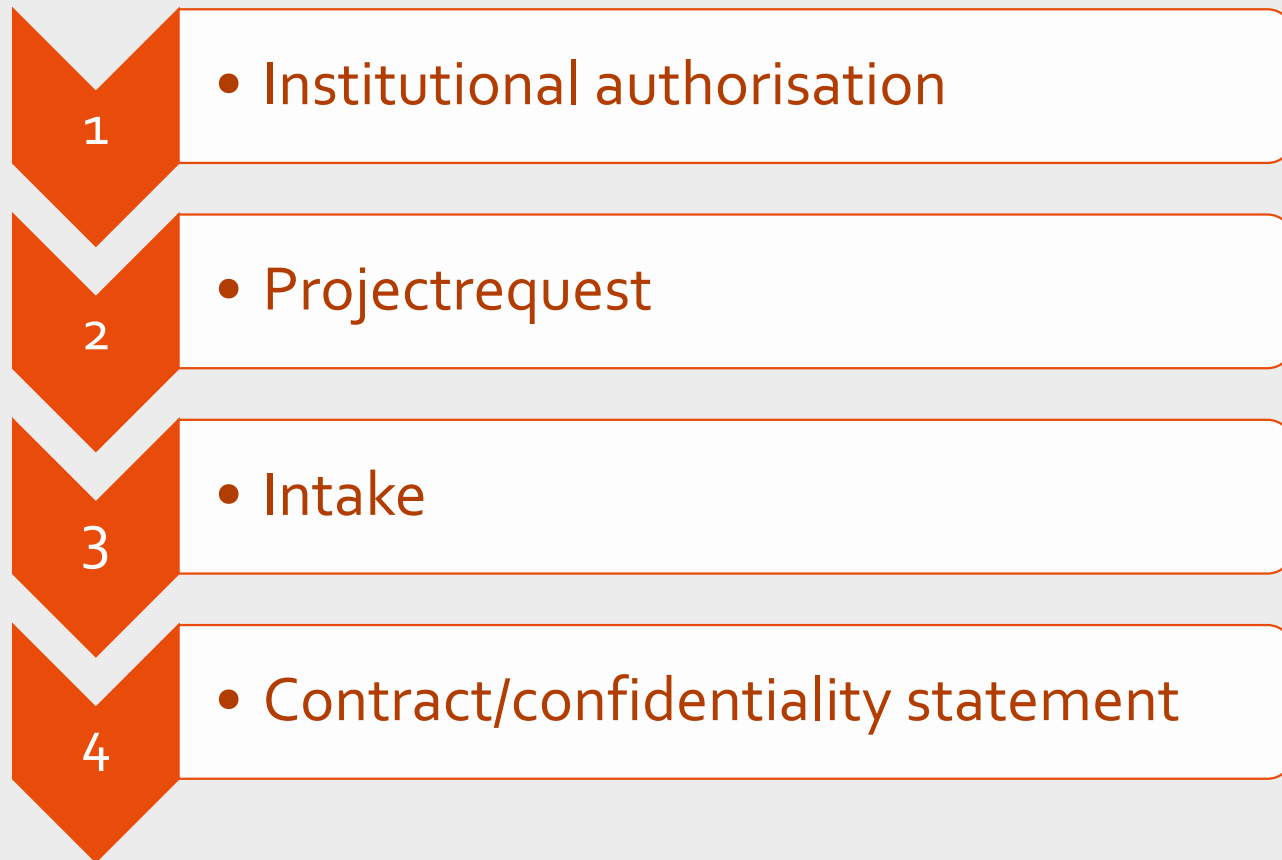 1
• Institutional authorisation
2
• Projectrequest
3
• Intake
4
• Contract/confidentiality statement